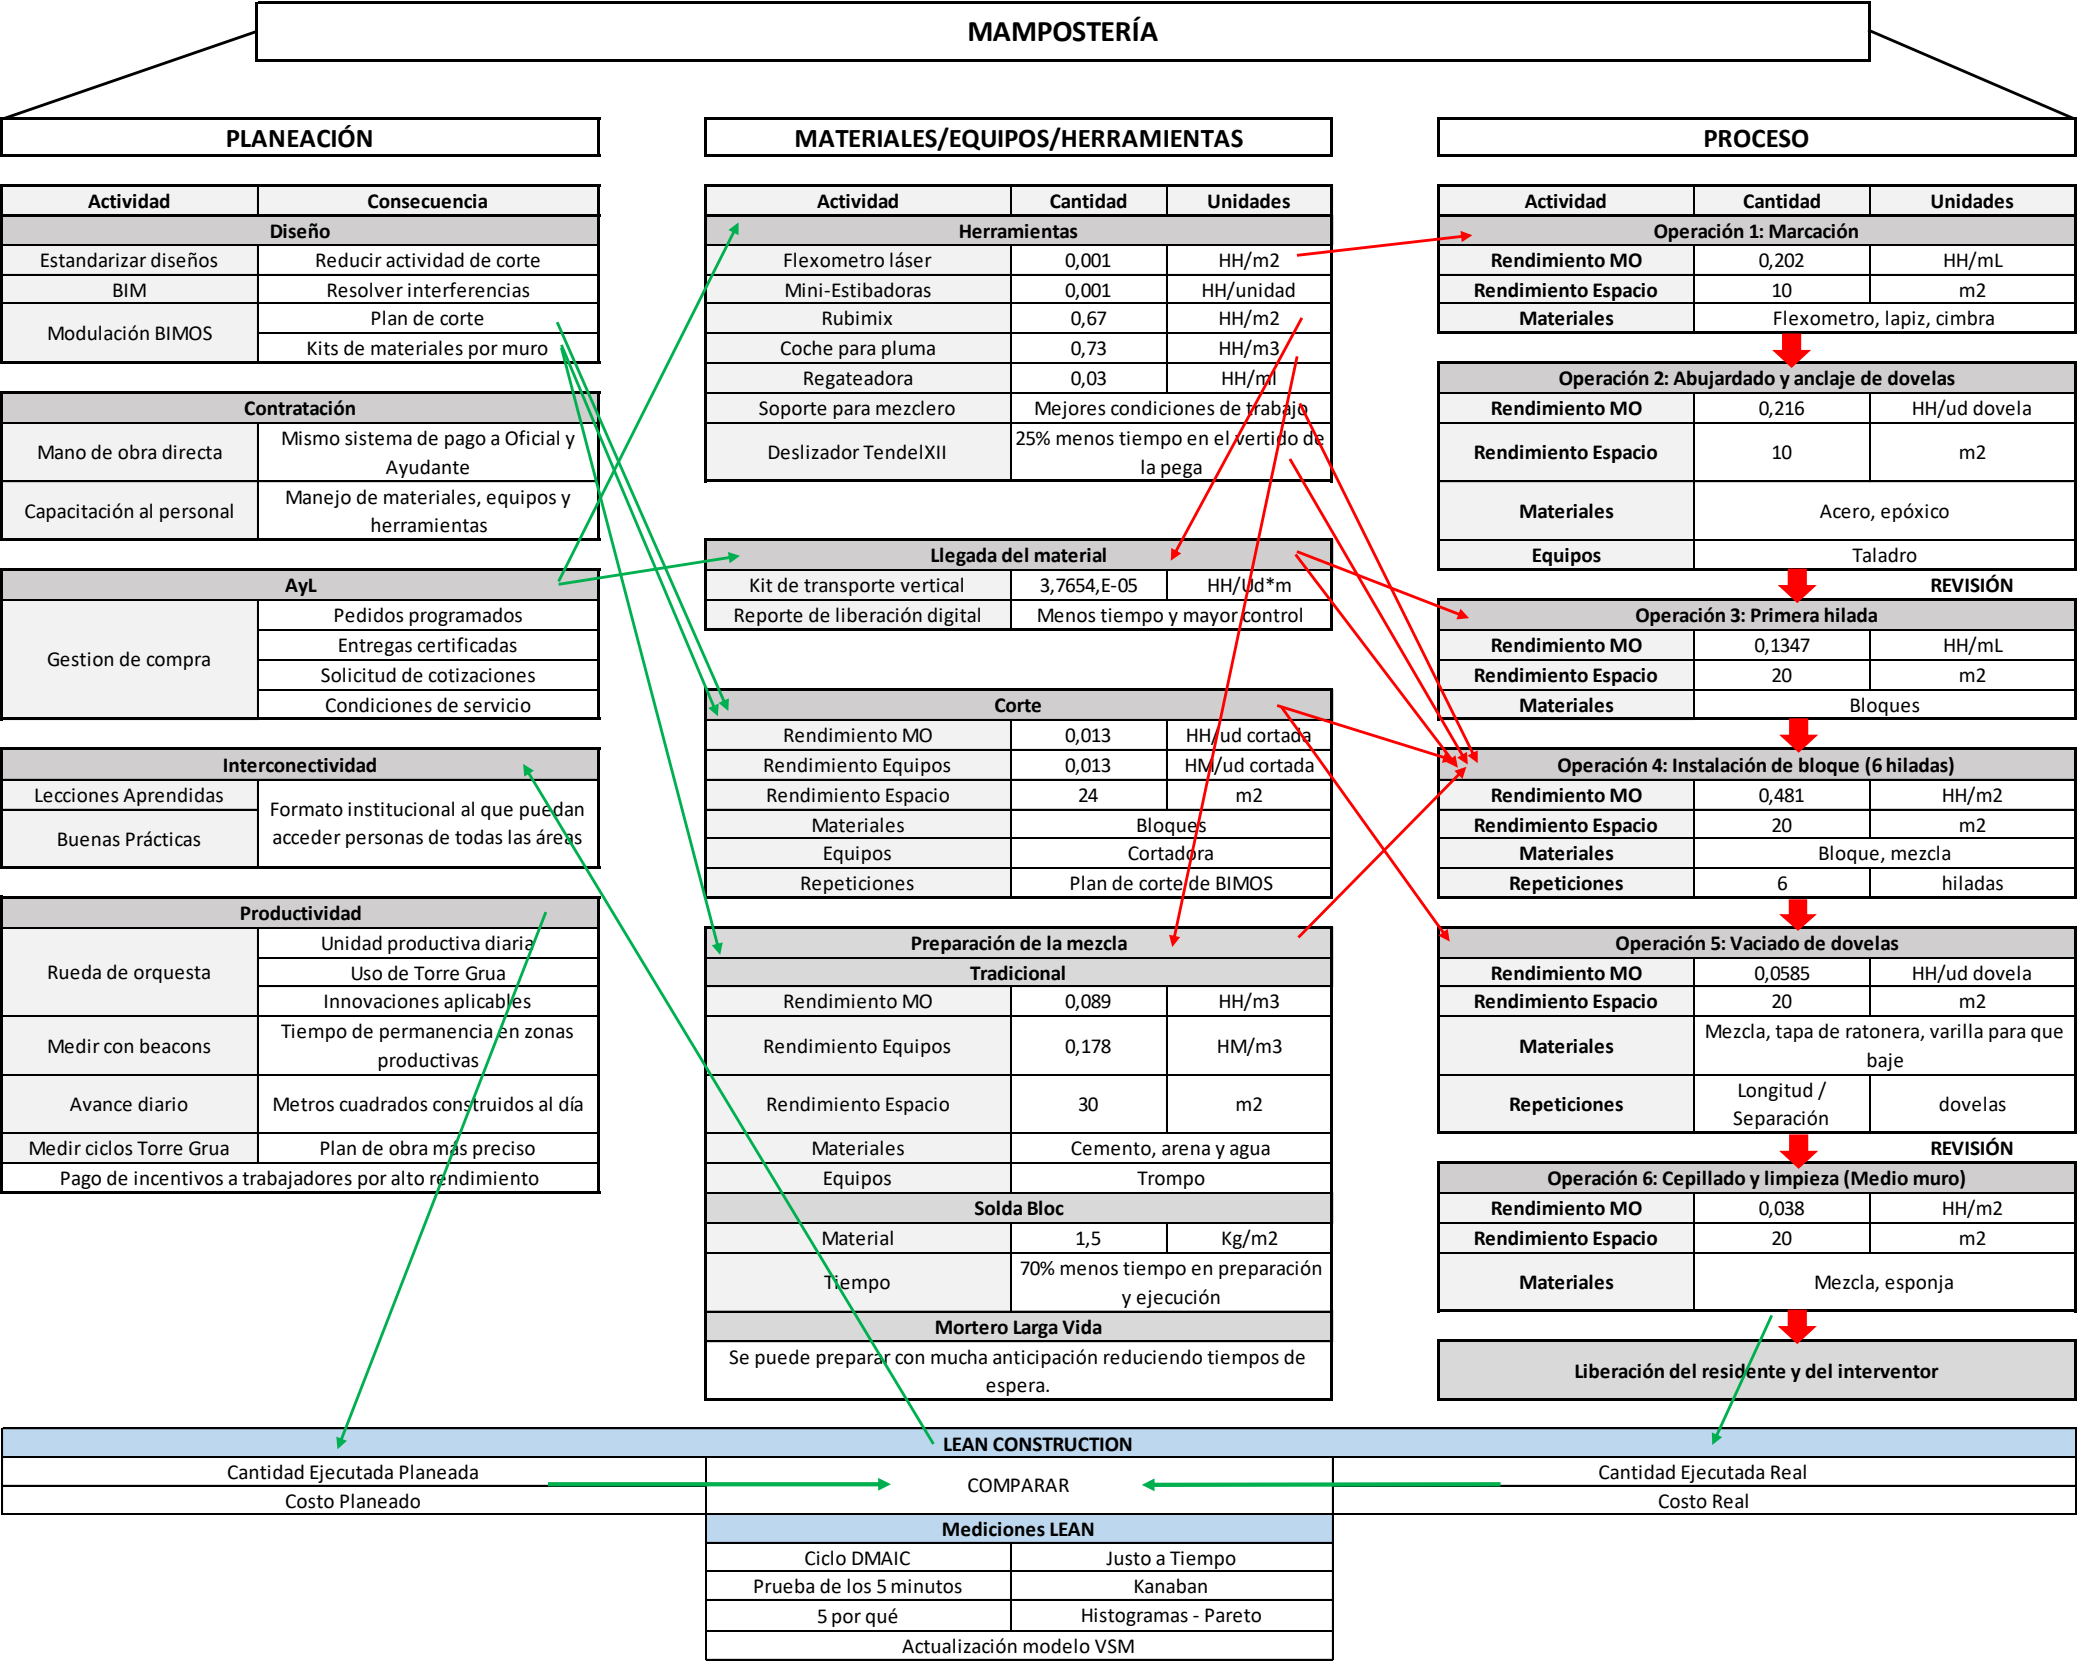 MAMPOSTERÍA
PLANEACIÓN
Actividad Consecuencia
Diseño
Estandarizar diseños Reducir actividad de corte
BIM Resolver interferencias
Modulación BIMOS Plan de corte
Kits de materiales por muro
Contratación
Mano de obra directa Mismo sistema de pago a Oficial y
Ayudante
Capacitación al personal Manejo de materiales, equipos y
herramientas
AyL
Gestion de compra Pedidos programados
Entregas certificadas
Solicitud de cotizaciones
Condiciones de servicio
Interconectividad
Lecciones Aprendidas
Buenas Prácticas
Formato institucional al que puedan
acceder personas de todas las áreas
Productividad
Rueda de orquesta Unidad productiva diaria
Uso de Torre Grua
Innovaciones aplicables
Medir con beacons Tiempo de permanencia en zonas
productivas
Avance diario Metros cuadrados construidos al día
Medir ciclos Torre Grua Plan de obra más preciso
Pago de incentivos a trabajadores por alto rendimiento
MATERIALES/EQUIPOS/HERRAMIENTAS
Actividad Cantidad Unidades
Herramientas
Flexometro láser 0,001 HH/m2
Mini-Estibadoras 0,001 HH/unidad
Rubimix 0,67 HH/m2
Coche para pluma 0,73 HH/m3
Regateadora 0,03 HH/ml
Soporte para mezclero Mejores condiciones de trabajo
Deslizador TendelXII 25% menos tiempo en el vertido de
la pega
Llegada del material
Kit de transporte vertical 3,7654,E-05 HH/Ud*m
Reporte de liberación digital Menos tiempo y mayor control
Corte
Rendimiento MO 0,013 HH/ud cortada
Rendimiento Equipos 0,013 HM/ud cortada
Rendimiento Espacio 24 m2
Materiales Bloques
Equipos Cortadora
Repeticiones Plan de corte de BIMOS
Preparación de la mezcla
Tradicional
Rendimiento MO 0,089 HH/m3
Rendimiento Equipos 0,178 HM/m3
Rendimiento Espacio 30 m2
Materiales Cemento, arena y agua
Equipos Trompo
Solda Bloc
Material 1,5 Kg/m2
Tiempo 70% menos tiempo en preparación
y ejecución
Mortero Larga Vida
Se puede preparar con mucha anticipación reduciendo tiempos de
espera.
PROCESO
Actividad Cantidad Unidades
Operación 1: Marcación
Rendimiento MO 0,202 HH/mL
Rendimiento Espacio 10 m2
Materiales Flexometro, lapiz, cimbra
Operación 2: Abujardado y anclaje de dovelas
Rendimiento MO 0,216 HH/ud dovela
Rendimiento Espacio 10 m2
Materiales Acero, epóxico
Equipos Taladro
REVISIÓN
Operación 3: Primera hilada
Rendimiento MO 0,1347 HH/mL
Rendimiento Espacio 20 m2
Materiales Bloques
Operación 4: Instalación de bloque (6 hiladas)
Rendimiento MO 0,481 HH/m2
Rendimiento Espacio 20 m2
Materiales Bloque, mezcla
Repeticiones 6 hiladas
Operación 5: Vaciado de dovelas
Rendimiento MO 0,0585 HH/ud dovela
Rendimiento Espacio 20 m2
Materiales Mezcla, tapa de ratonera, varilla para que
baje
Repeticiones Longitud /
Separación dovelas
REVISIÓN
Operación 6: Cepillado y limpieza (Medio muro)
Rendimiento MO 0,038 HH/m2
Rendimiento Espacio 20 m2
Materiales Mezcla, esponja
Liberación del residente y del interventor
LEAN CONSTRUCTION
Cantidad Ejecutada Planeada
Costo Planeado
COMPARAR
Cantidad Ejecutada Real
Costo Real
Mediciones LEAN
Ciclo DMAIC Justo a Tiempo
Prueba de los 5 minutos Kanaban
5 por qué Histogramas - Pareto
Actualización modelo VSM